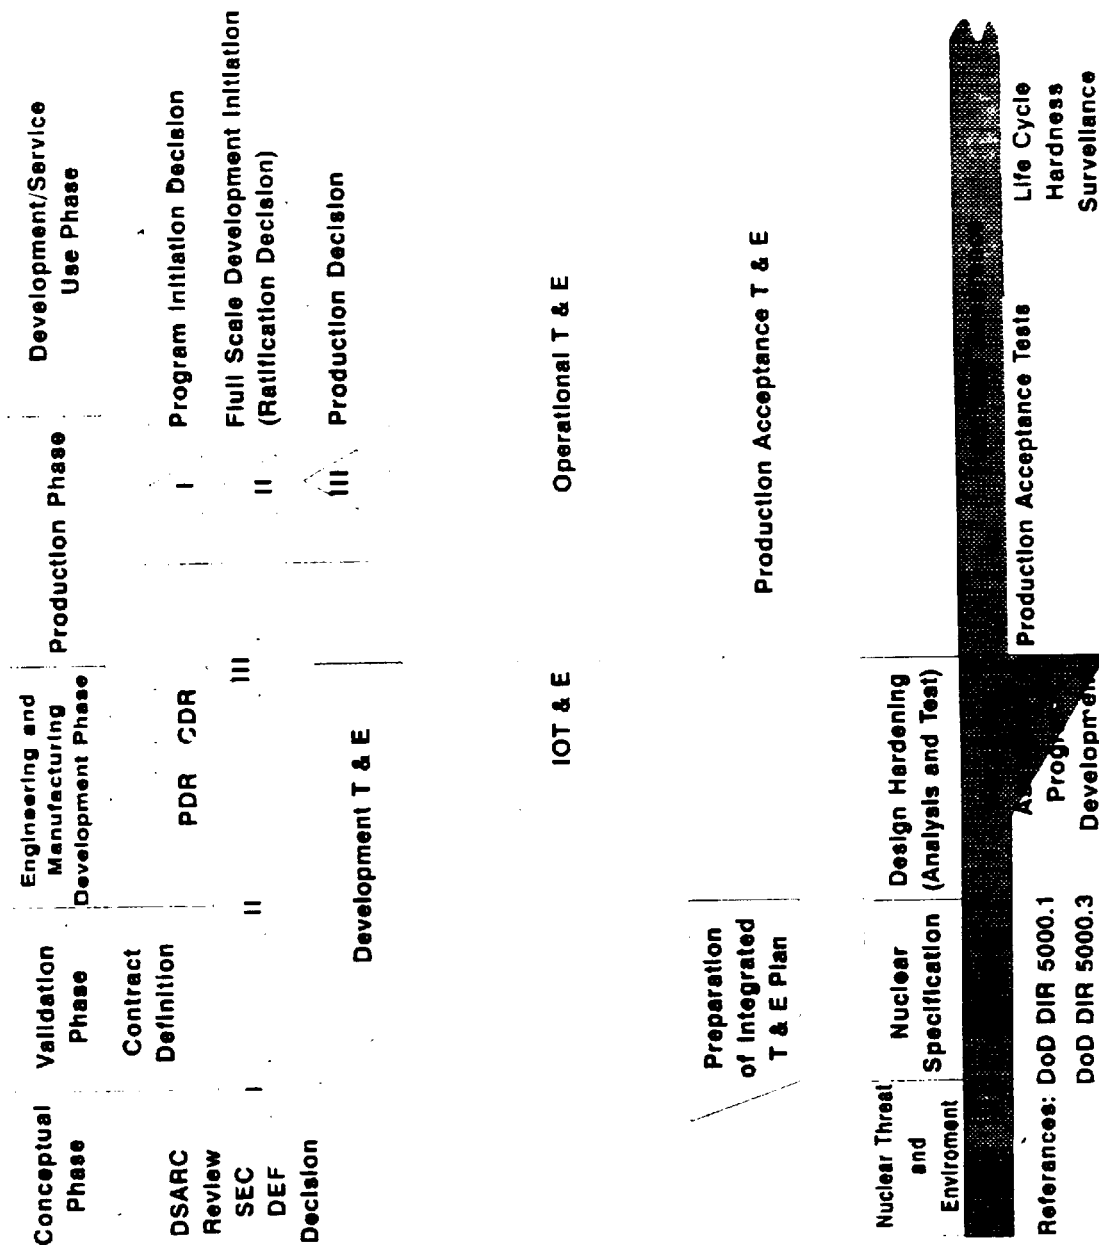 Conceptual
Phase
Validation
Phase
Engineering and
Manufacturing
Development Phase
Production Phase
Development/Service
Use Phase
Contract
Definition
DSARC
Review
SEC
DEF
Decision
I
II
III
PDR CDR
I Program Initiation Decision
II Flull Scale Development Initiation
(Ratification Decision)
III Production Decision
Development T & E
IOT & E
Operational T & E
Preparation
of Integrated
T & E Plan
Production Acceptance T & E
Nuclear Threat
and
Enviroment
Nuclear
Specification
Design Hardening
(Analysis and Test)
Production Acceptance Tests
Life Cycle
Hardness
Survellance
References: DoD DIR 5000.1
DoD DIR 5000.3